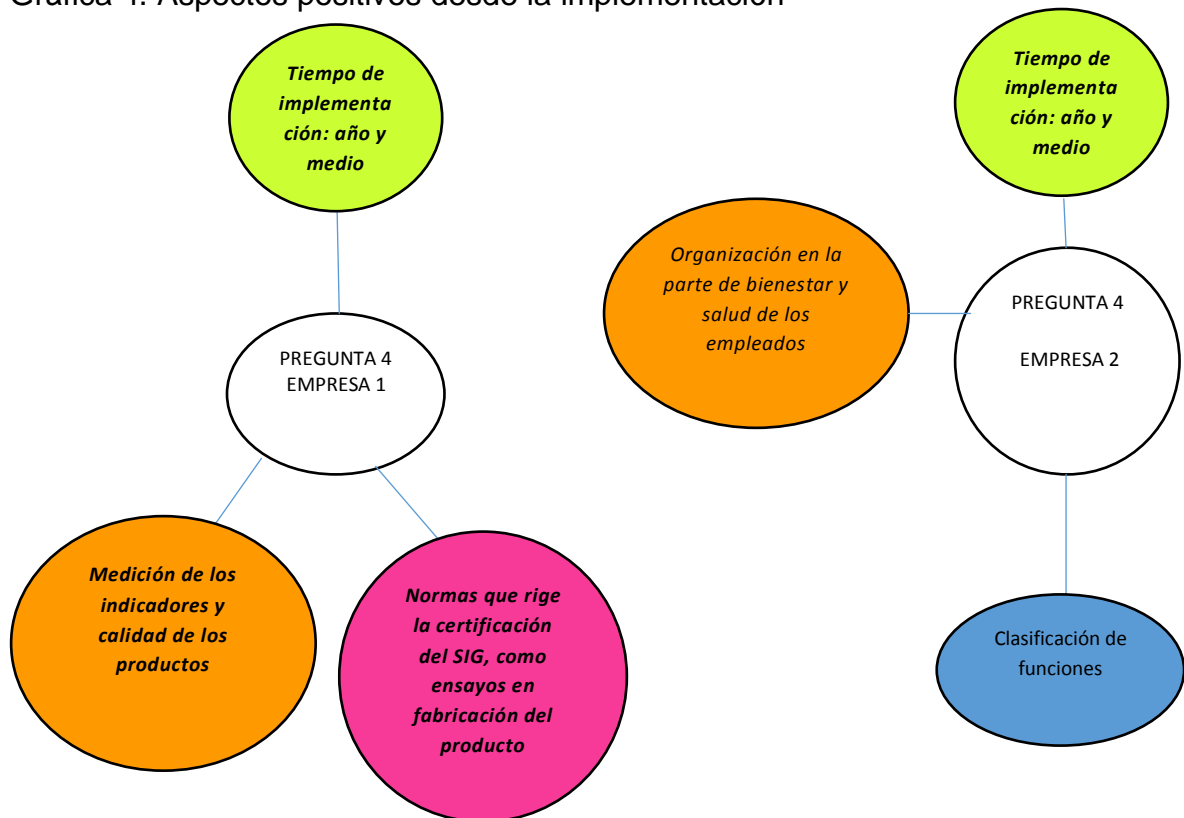 Gráfica 4. Aspectos positivos desde la implementación
Tiempo de
implementa
ción: año y
medio
PREGUNTA 4
EMPRESA 1
Medición de los
indicadores y
calidad de los
productos
Normas que rige
la certificación
del SIG, como
ensayos en
fabricación del
producto
Tiempo de
implementa
ción: año y
medio
Organización en la
parte de bienestar y
salud de los
empleados
PREGUNTA 4
EMPRESA 2
Clasificación de
funciones